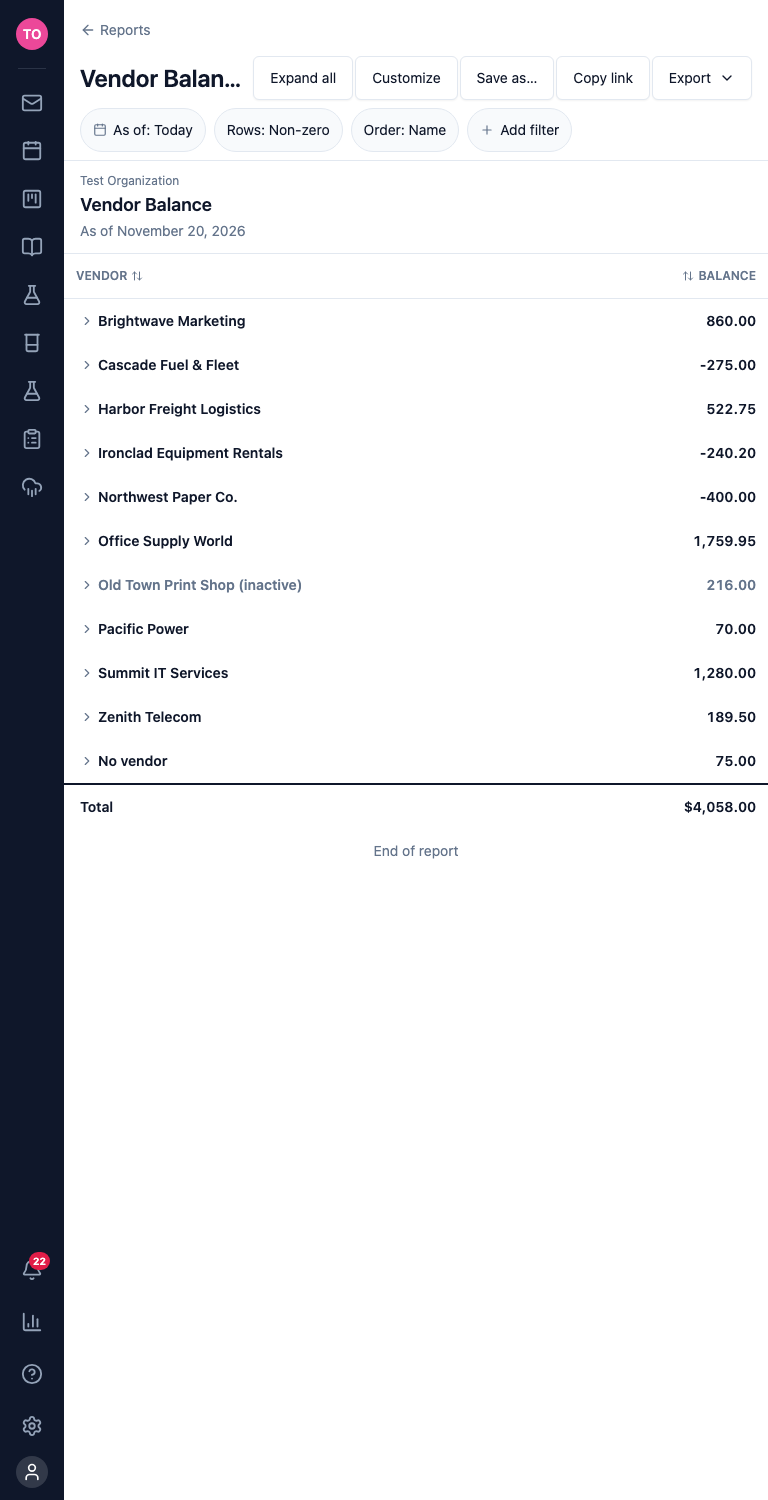 TO
Reports
Vendor Balan...
Expand all
Customize
Save as...
Copy link
Export
As of: Today
Rows: Non-zero
Order: Name
Add filter
Test Organization
Vendor Balance
As of November 20, 2026
VENDOR BALANCE
Brightwave Marketing 860.00
Cascade Fuel & Fleet -275.00
Harbor Freight Logistics 522.75
Ironclad Equipment Rentals -240.20
Northwest Paper Co. -400.00
Office Supply World 1,759.95
Old Town Print Shop (inactive) 216.00
Pacific Power 70.00
Summit IT Services 1,280.00
Zenith Telecom 189.50
No vendor 75.00
Total $4,058.00
End of report
22